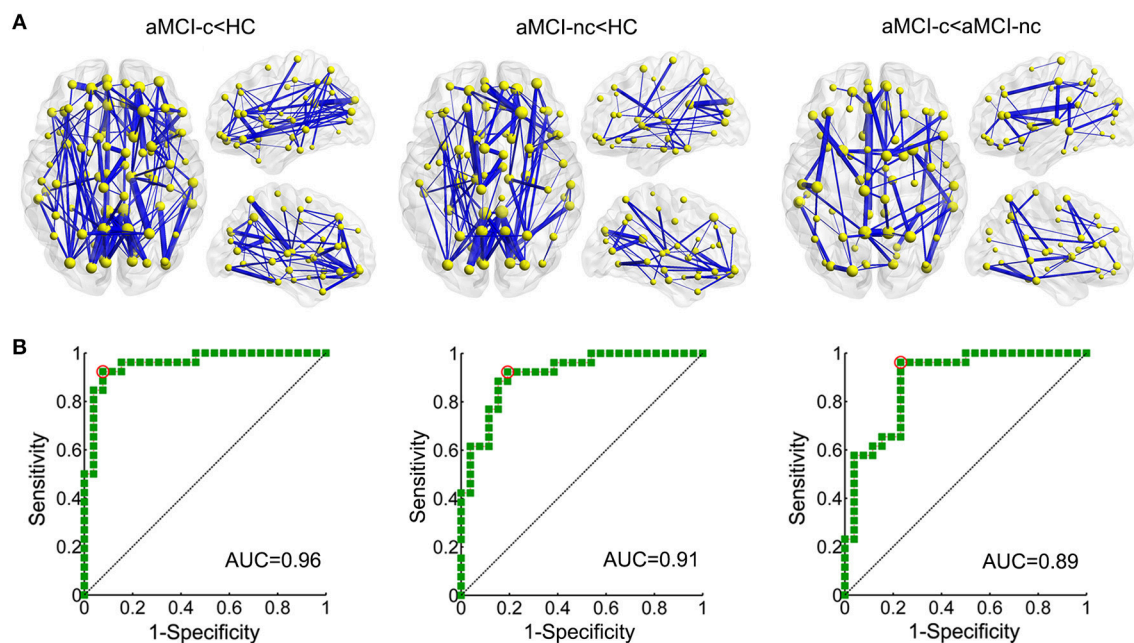 A
aMCI-c<HC
aMCI-nc<HC
aMCI-c<aMCI-nc
B
1
0.8
0.6
0.4
0.2
0
Sensitivity
AUC=0.96
0 0.2 0.4 0.6 0.8 1
1-Specificity
1
0.8
0.6
0.4
0.2
0
Sensitivity
AUC=0.91
0 0.2 0.4 0.6 0.8 1
1-Specificity
1
0.8
0.6
0.4
0.2
0
Sensitivity
AUC=0.89
0 0.2 0.4 0.6 0.8 1
1-Specificity